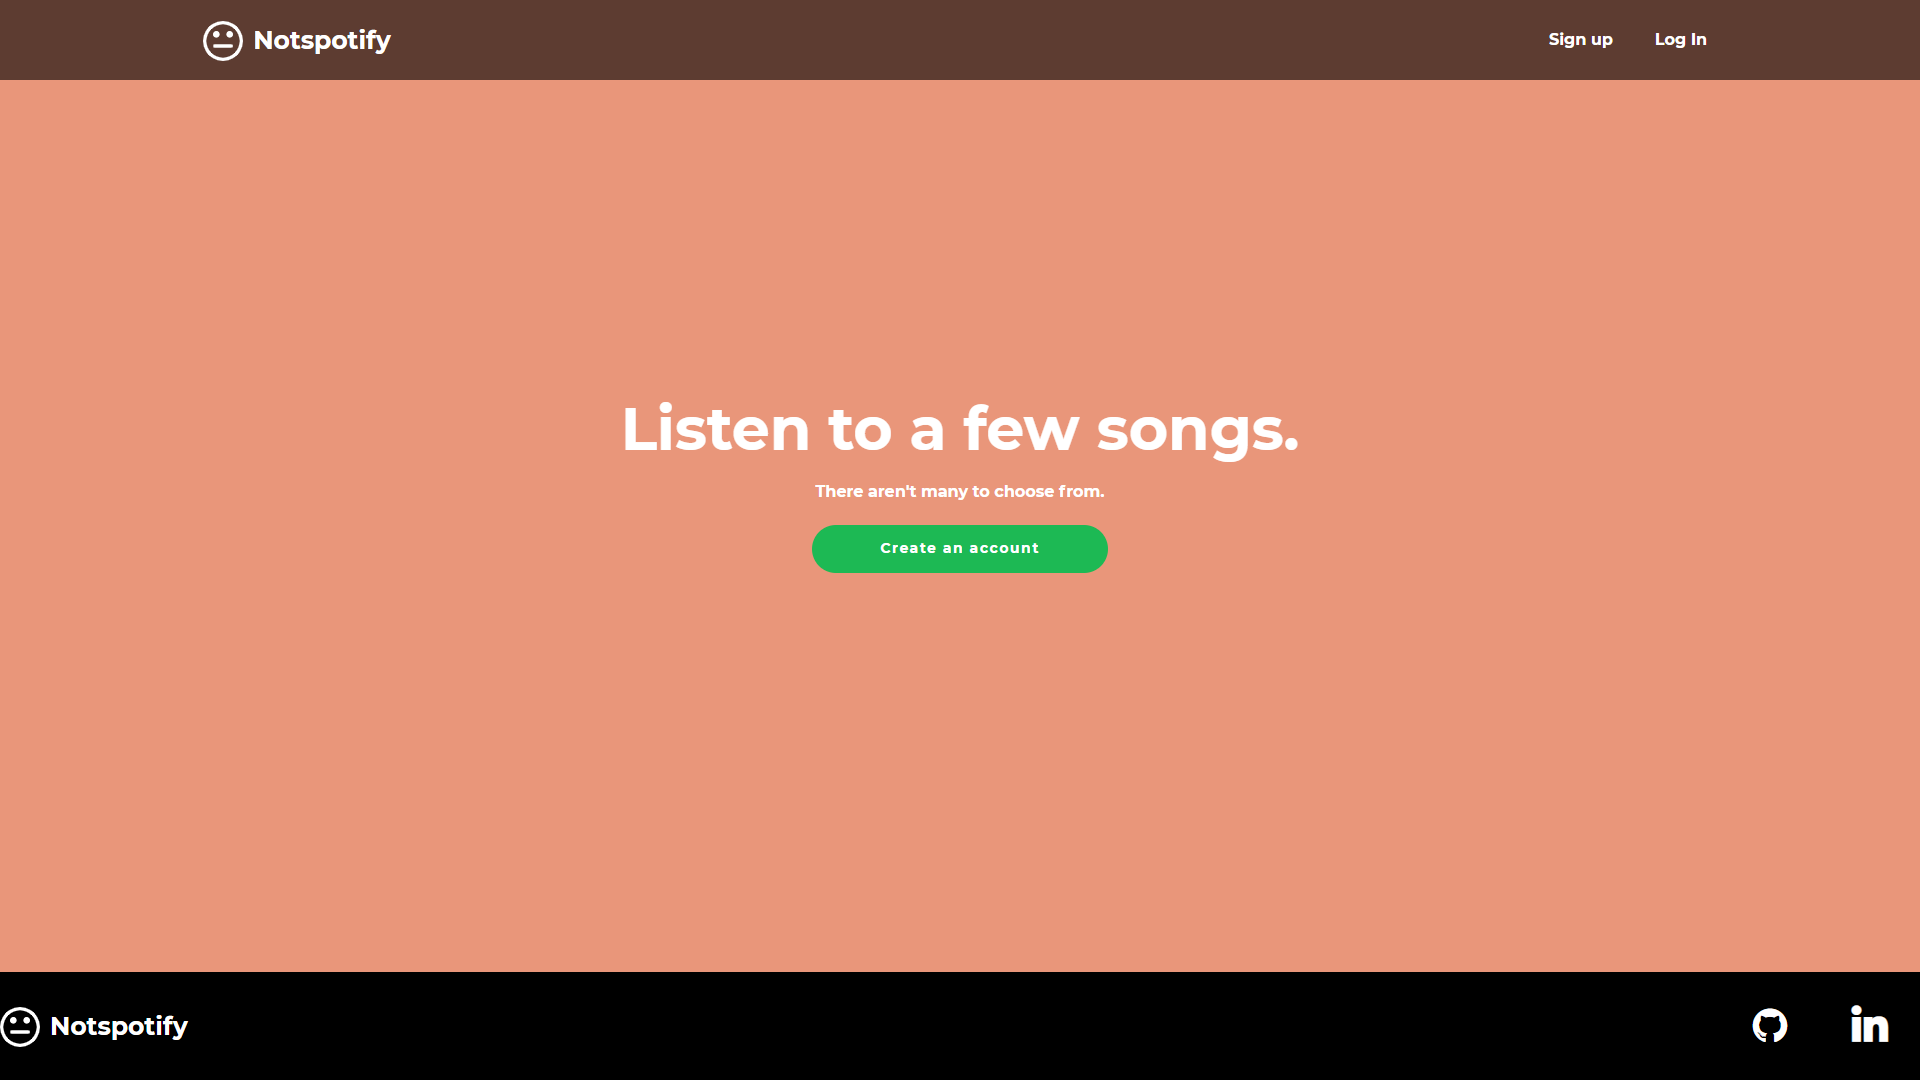 Notspotify
Sign up
Log In
Listen to a few songs.
There aren't many to choose from.
Create an account
Notspotify
in